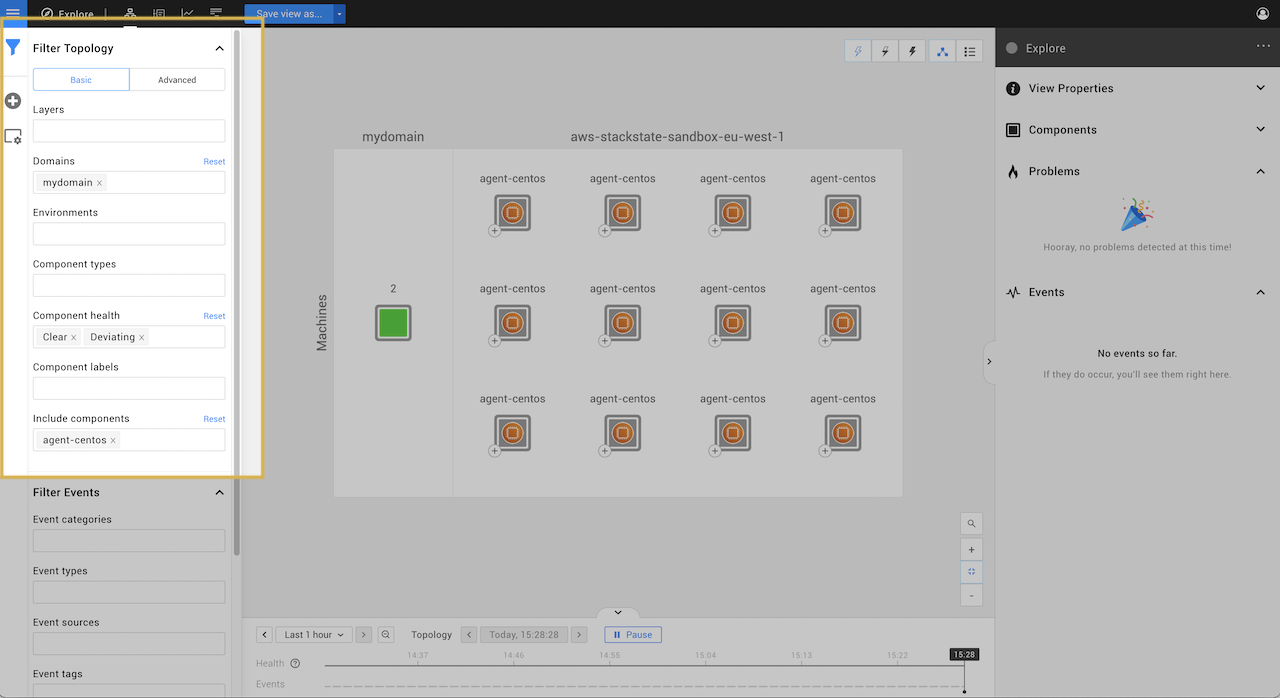 Explore
Save view as...
Filter Topology
Basic
Advanced
Layers
Domains
Reset
mydomain x
Environments
Component types
Component health
Reset
Clear x
Deviating x
Component labels
Include components
Reset
agent-centos x
Filter Events
Event categories
Event types
Event sources
Event tags
mydomain
aws-stackstate-sandbox-eu-west-1
Machines
2
agent-centos
agent-centos
agent-centos
agent-centos
agent-centos
agent-centos
agent-centos
agent-centos
agent-centos
agent-centos
agent-centos
agent-centos
Last 1 hour
Topology
Today, 15:28:28
Pause
14:37
14:46
14:55
15:04
15:13
15:22
15:28
Health
Events
Explore
View Properties
Components
Problems
Hooray, no problems detected at this time!
Events
No events so far.
If they do occur, you'll see them right here.